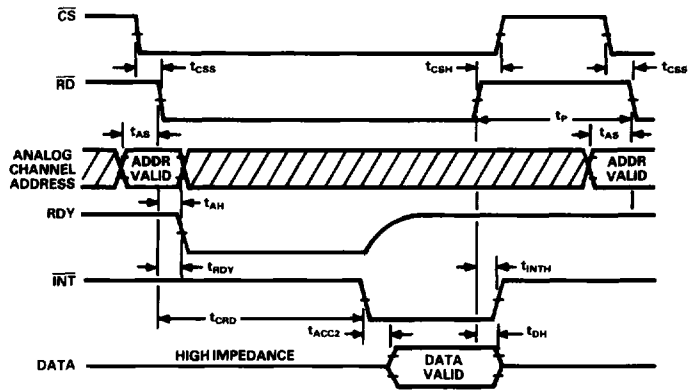 CS
tCSS
tCSH
tCSS
RD
tP
tAS
tAS
ANALOG
CHANNEL
ADDRESS
ADDR
VALID
ADDR
VALID
tAH
RDY
tRDY
tINTH
INT
tCRD
tACC2
tDH
DATA
HIGH IMPEDANCE
DATA
VALID